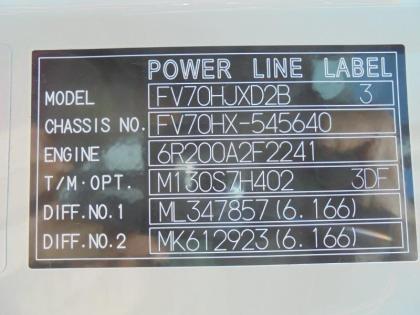 POWER LINE LABEL
MODEL FV70HJXD2B 3
CHASSIS NO. FV70HX-545640
ENGINE 6R200A2F2241
T/M·OPT. M130S7H402 3DF
DIFF.NO.1 ML347857(6.166)
DIFF.NO.2 MK612923(6.166)